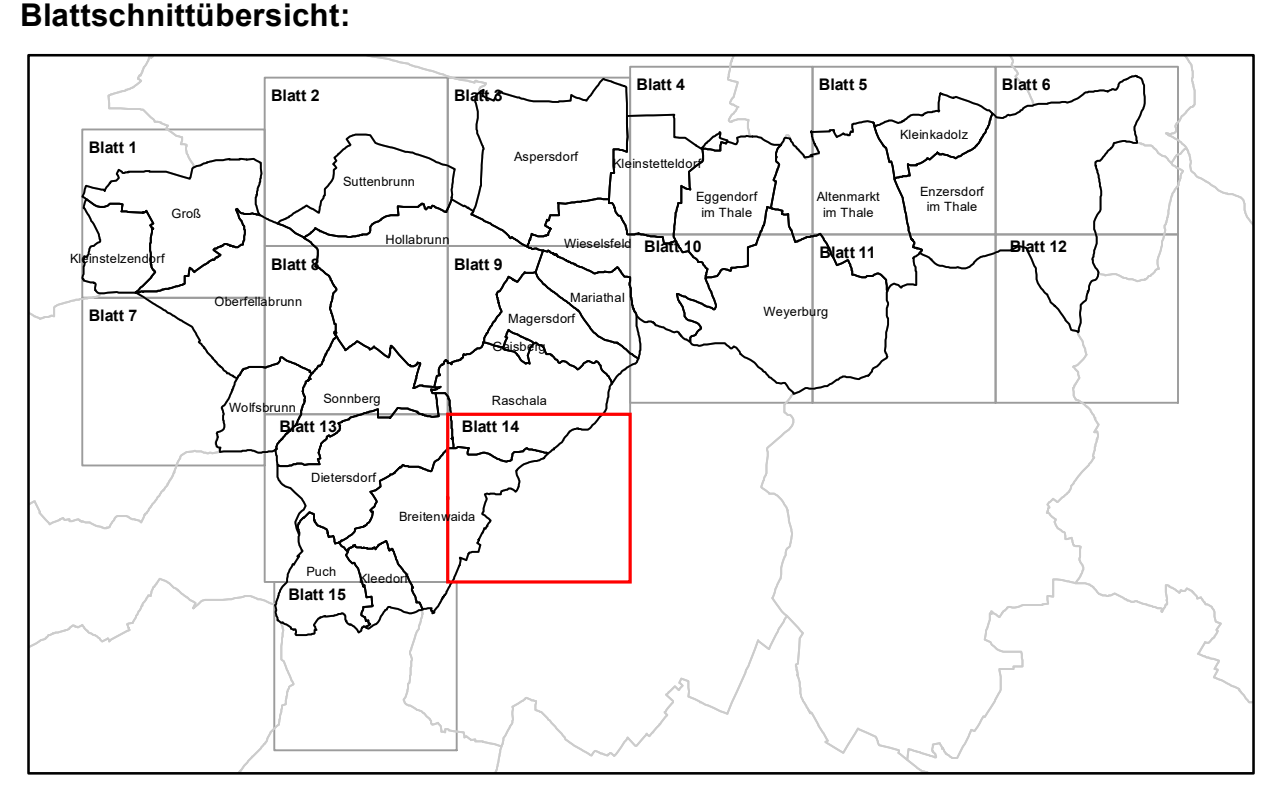 Blattschnittübersicht:
Blatt 1
Blatt 2
Blatt 3
Blatt 4
Blatt 5
Blatt 6
Kleinkadolz
Aspersdorf
Kleinstetteldorf
Suttenbrunn
Eggendorf
im Thale
Altenmarkt
im Thale
Enzersdorf
im Thale
Groß
Hollabrunn
Wieselsfeld
Blatt 10
Blatt 11
Blatt 12
Kleinstelzendorf
Blatt 8
Blatt 9
Oberfellabrunn
Mariathal
Blatt 7
Magersdorf
Weyerburg
Gaisberg
Wolfsbrunn
Sonnberg
Raschala
Blatt 13
Blatt 14
Dietersdorf
Breitenwaida
Puch
Kleedorf
Blatt 15